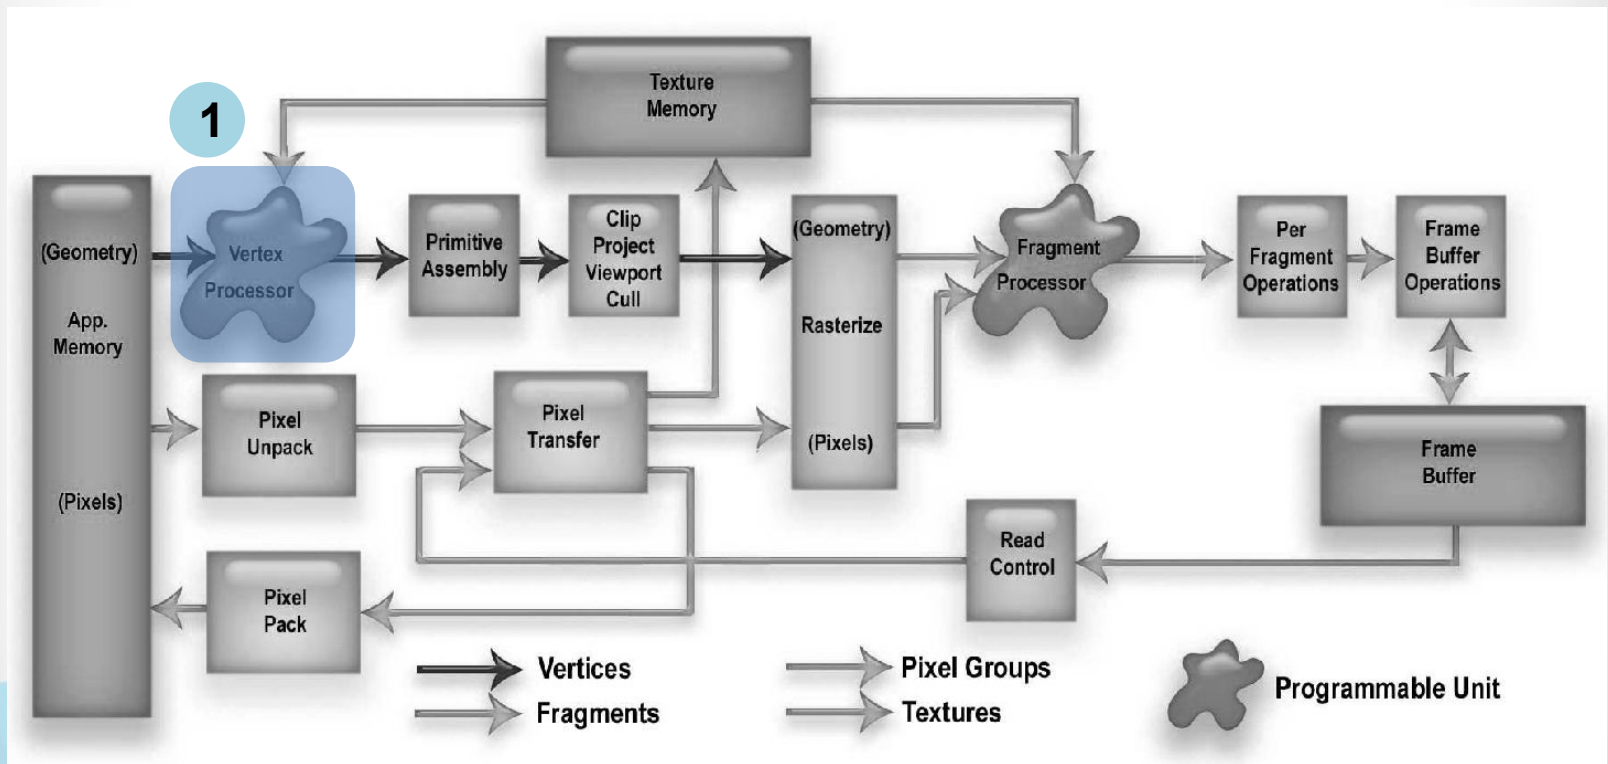 Texture
Memory
1
(Geometry)
App.
Memory
(Pixels)
Vertex
Processor
Primitive
Assembly
Clip
Project
Viewport
Cull
(Geometry)
Rasterize
(Pixels)
Fragment
Processor
Per
Fragment
Operations
Frame
Buffer
Operations
Pixel
Unpack
Pixel
Transfer
Frame
Buffer
Read
Control
Pixel
Pack
Vertices
Fragments
Pixel Groups
Textures
Programmable Unit